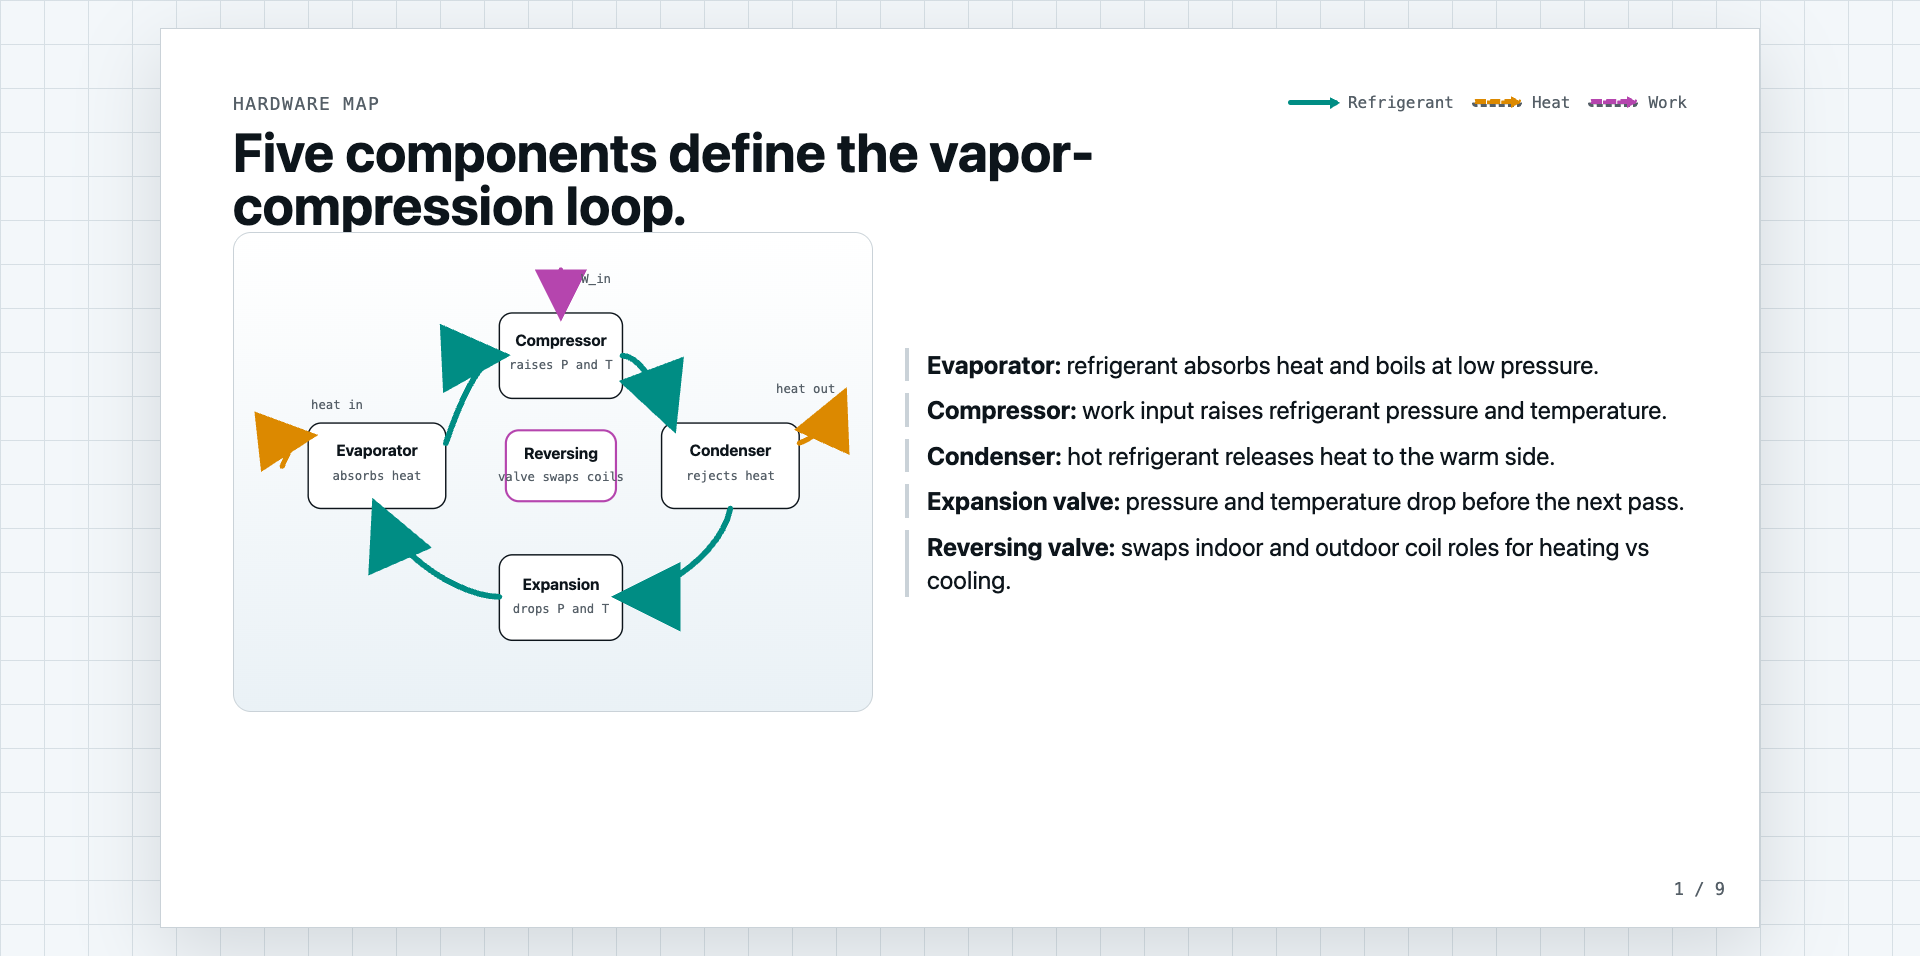 HARDWARE MAP
Refrigerant
Heat
Work
Five components define the vapor-
compression loop.
W_in
Compressor
raises P and T
heat out
heat in
Evaporator
absorbs heat
Reversing
valve swaps coils
Condenser
rejects heat
Expansion
drops P and T
Evaporator: refrigerant absorbs heat and boils at low pressure.
Compressor: work input raises refrigerant pressure and temperature.
Condenser: hot refrigerant releases heat to the warm side.
Expansion valve: pressure and temperature drop before the next pass.
Reversing valve: swaps indoor and outdoor coil roles for heating vs
cooling.
1 / 9